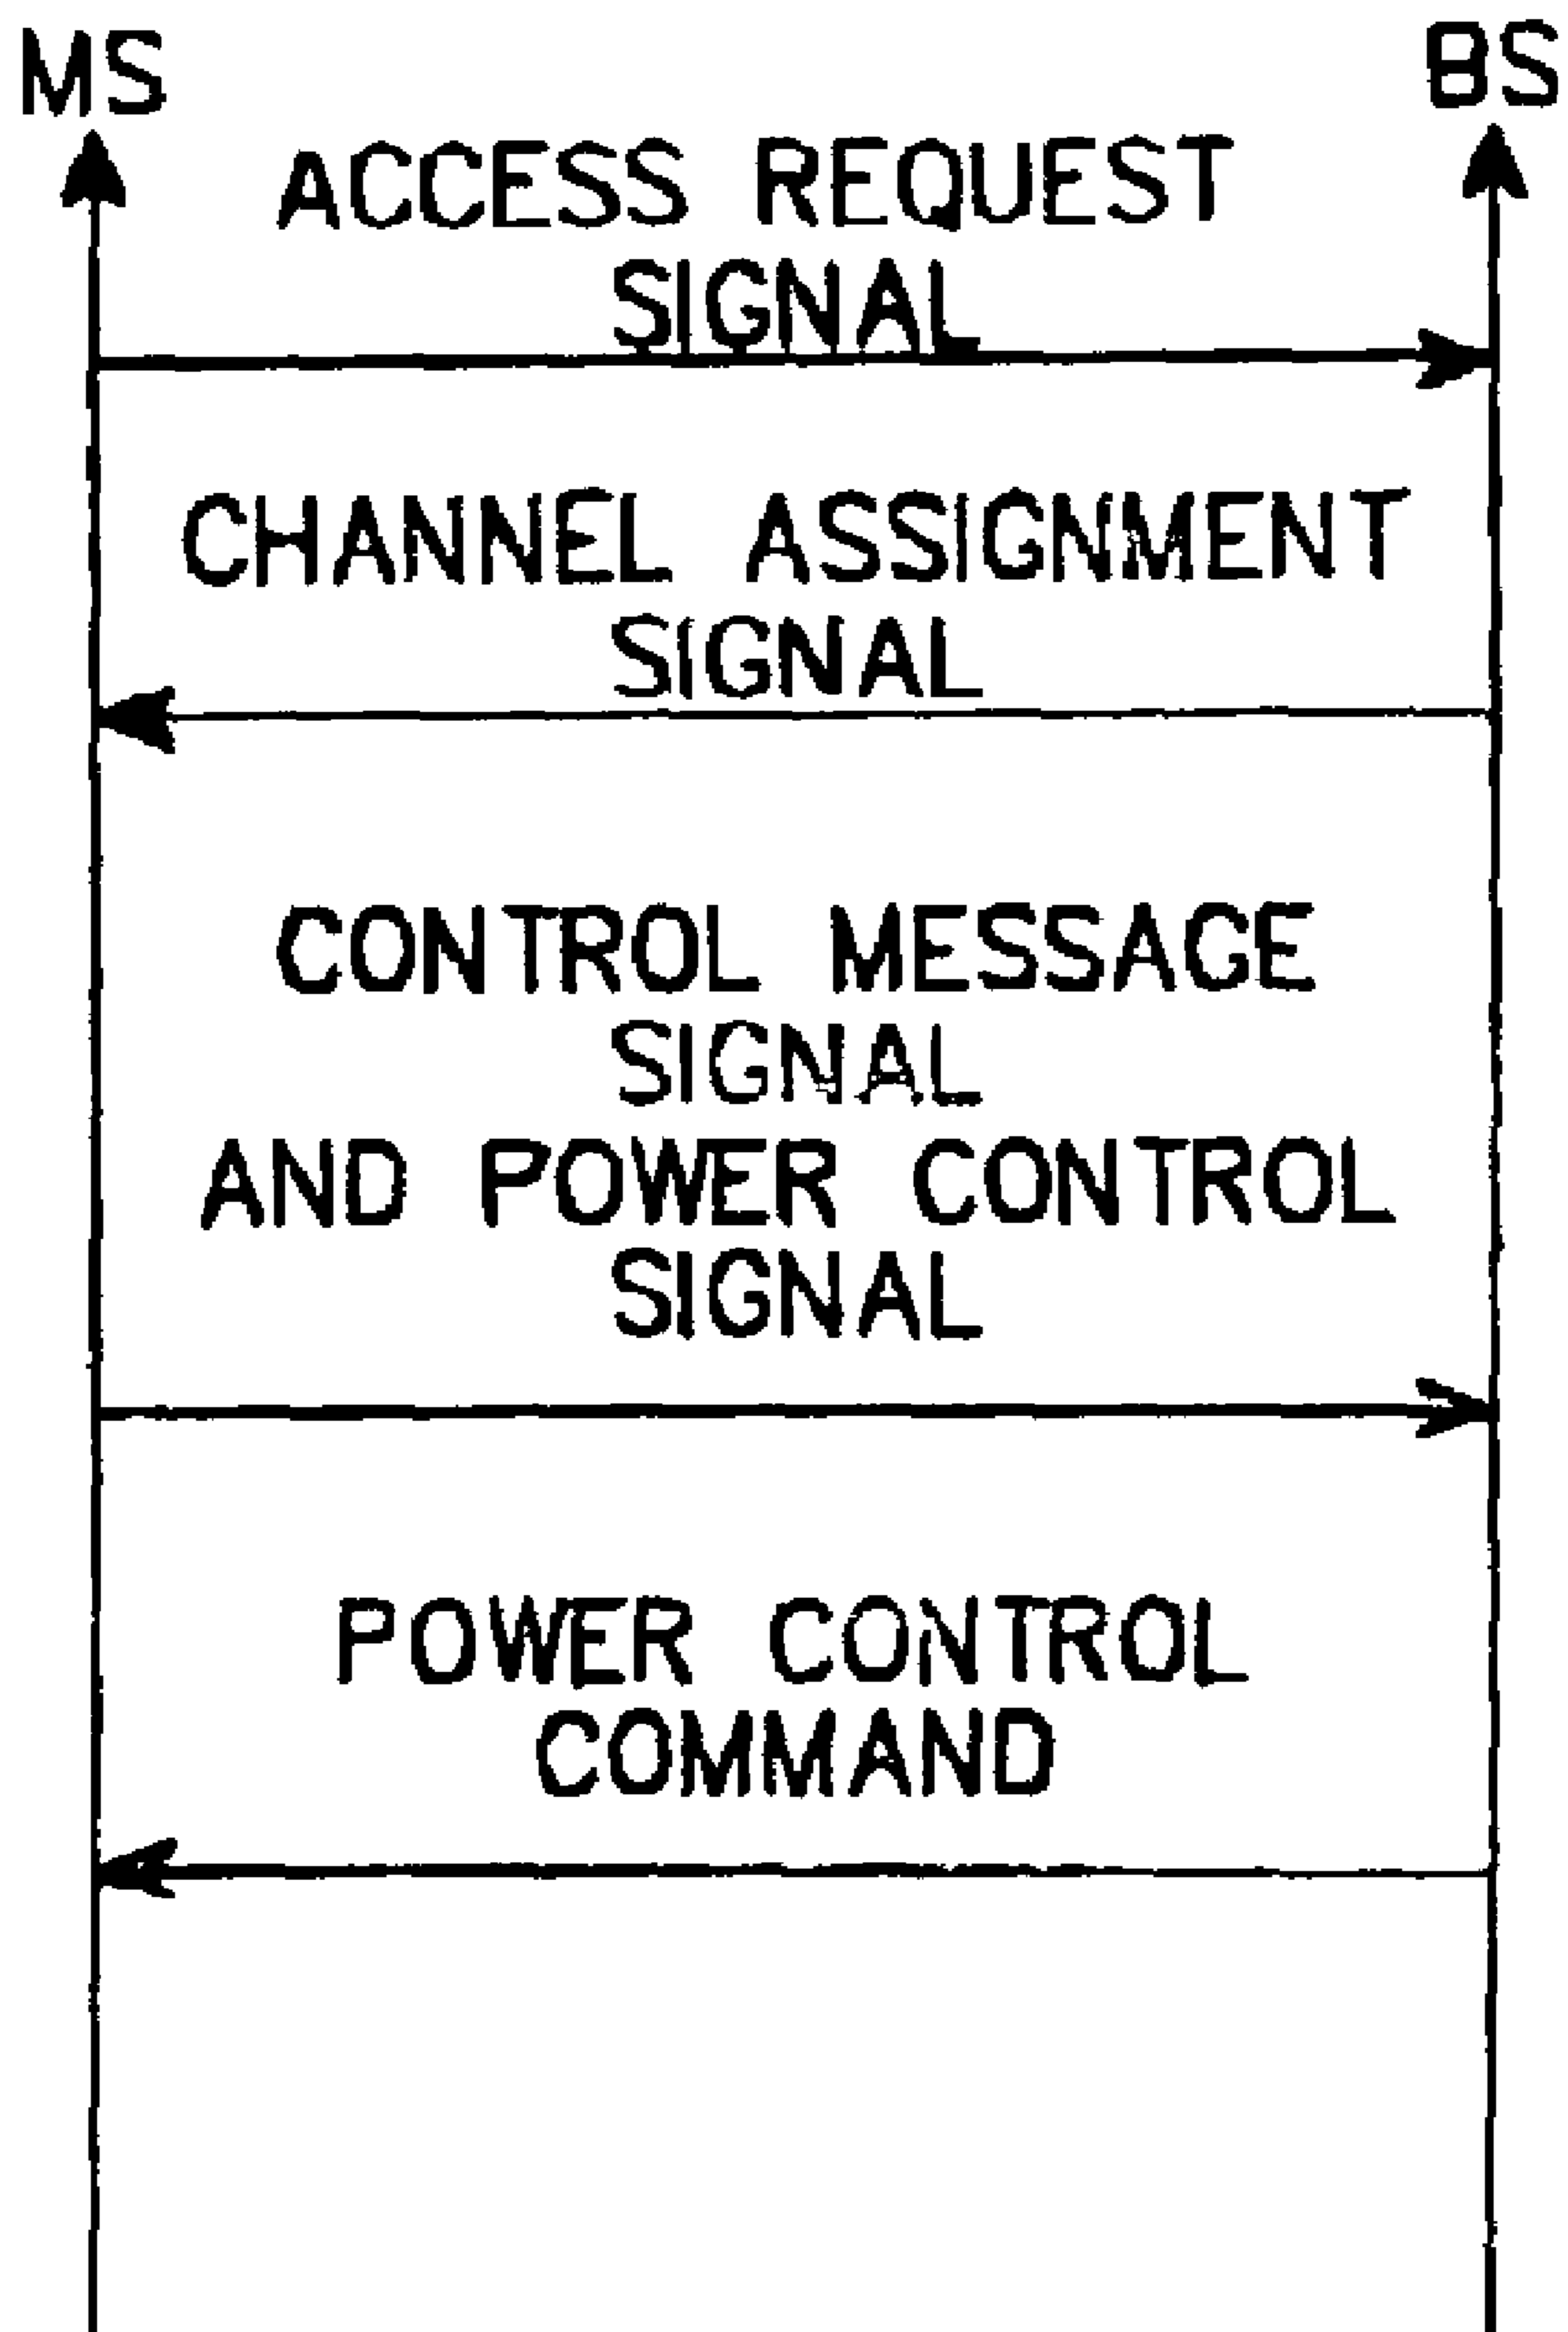 MS BS
ACCESS REQUEST
SIGNAL
CHANNEL ASSIGNMENT
SIGNAL
CONTROL MESSAGE
SIGNAL
AND POWER CONTROL
SIGNAL
POWER CONTROL
COMMAND